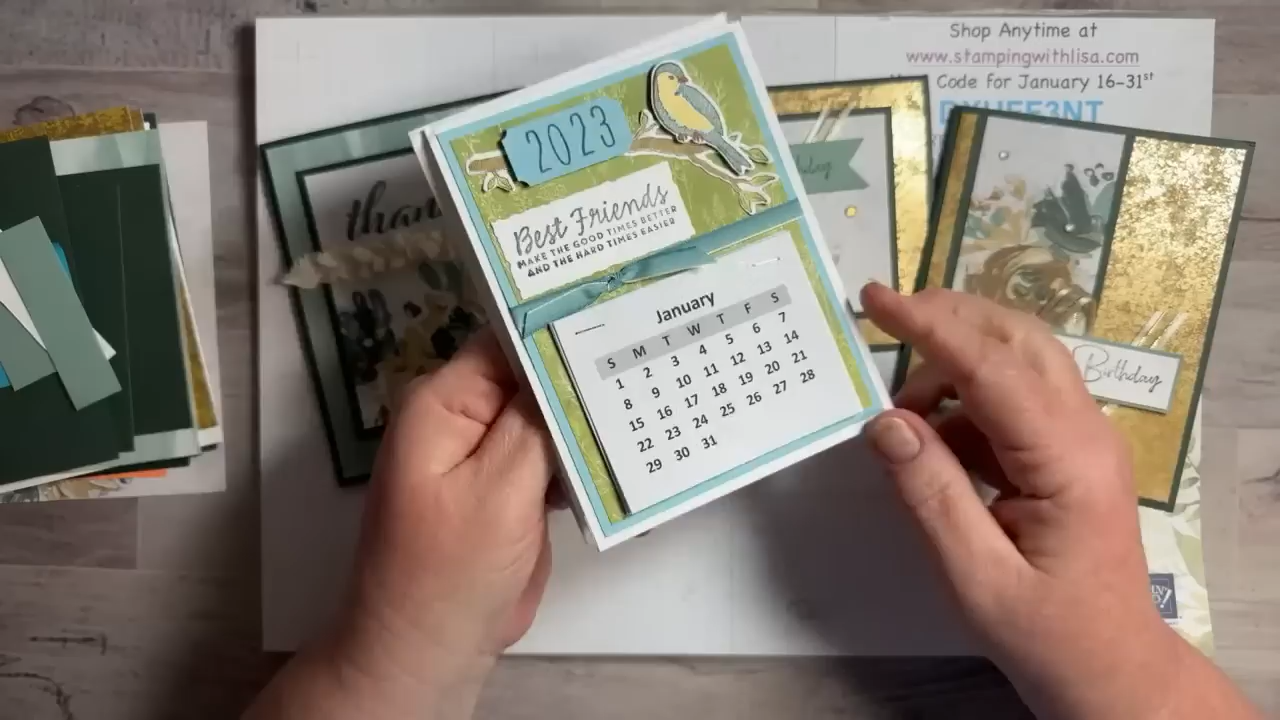 Shop Anytime at
www.stampingwithlisa.com
Code for January 16-31st
2023
Best Friends
MAKE THE GOOD TIMES BETTER
AND THE HARD TIMES EASIER
January
S M T W T F S
1 2 3 4 5 6 7
8 9 10 11 12 13 14
15 16 17 18 19 20 21
22 23 24 25 26 27 28
29 30 31
Birthday